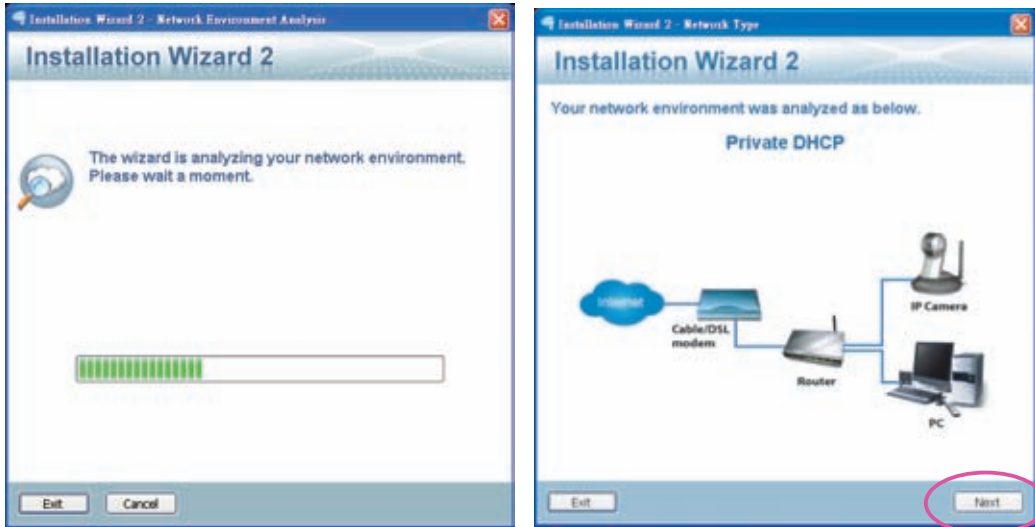 Installation Wizard 2 - Network Environment Analysis
Installation Wizard 2
The wizard is analyzing your network environment.
Please wait a moment.
Exit
Cancel
Installation Wizard 2 - Network Type
Installation Wizard 2
Your network environment was analyzed as below.
Private DHCP
Internet
Cable/DSL
modem
Router
IP Camera
PC
Exit
Next